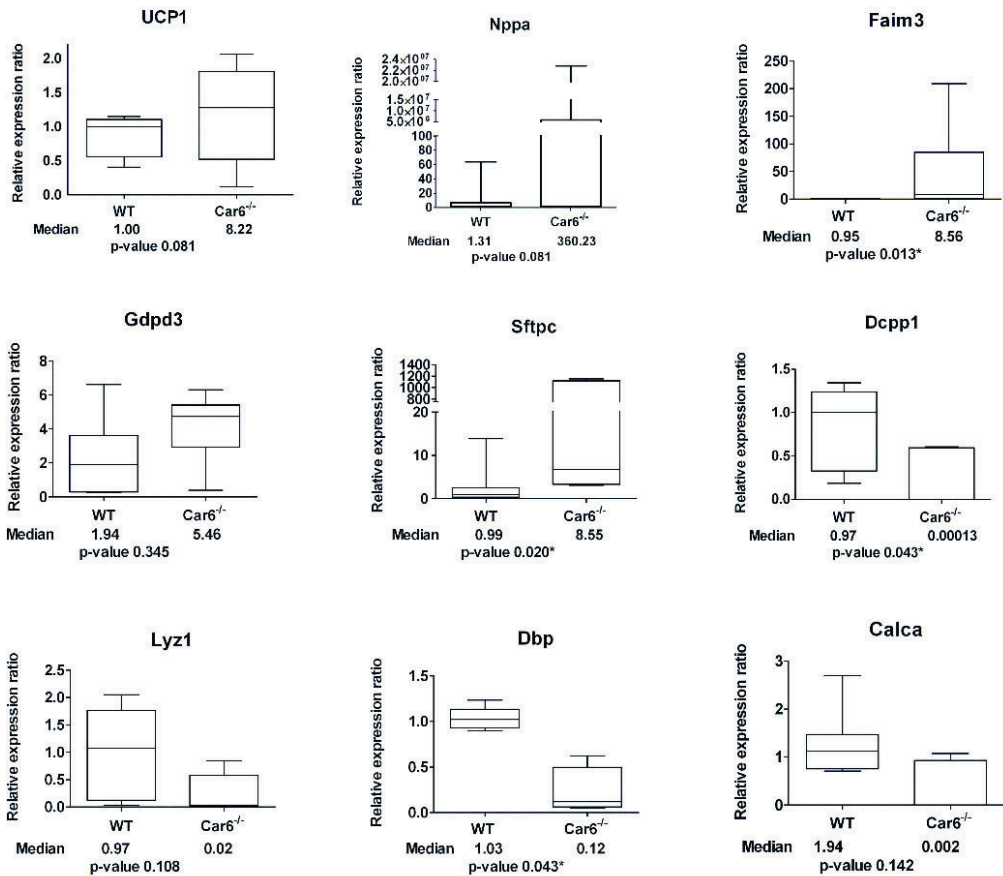 UCP1
Relative expression ratio
2.0
1.5
1.0
0.5
0.0
WT Car6-/-
Median 1.00 8.22
p-value 0.081
Nppa
Relative expression ratio
2.4×10^07
2.2×10^07
2.0×10^07
1.5×10^7
1.0×10^7
5.0×10^6
100
80
60
40
20
0
WT Car6-/-
Median 1.31 360.23
p-value 0.081
Faim3
Relative expression ratio
250
200
150
100
50
0
WT Car6-/-
Median 0.95 8.56
p-value 0.013*
Gdpd3
Relative expression ratio
8
6
4
2
0
WT Car6-/-
Median 1.94 5.46
p-value 0.345
Sftpc
Relative expression ratio
1400
1200
1000
800
20
10
0
WT Car6-/-
Median 0.99 8.55
p-value 0.020*
Dcpp1
Relative expression ratio
1.5
1.0
0.5
0.0
WT Car6-/-
Median 0.97 0.00013
p-value 0.043*
Lyz1
Relative expression ratio
2.5
2.0
1.5
1.0
0.5
0.0
WT Car6-/-
Median 0.97 0.02
p-value 0.108
Dbp
Relative expression ratio
1.5
1.0
0.5
0.0
WT Car6-/-
Median 1.03 0.12
p-value 0.043*
Calca
Relative expression ratio
3
2
1
0
WT Car6-/-
Median 1.94 0.002
p-value 0.142